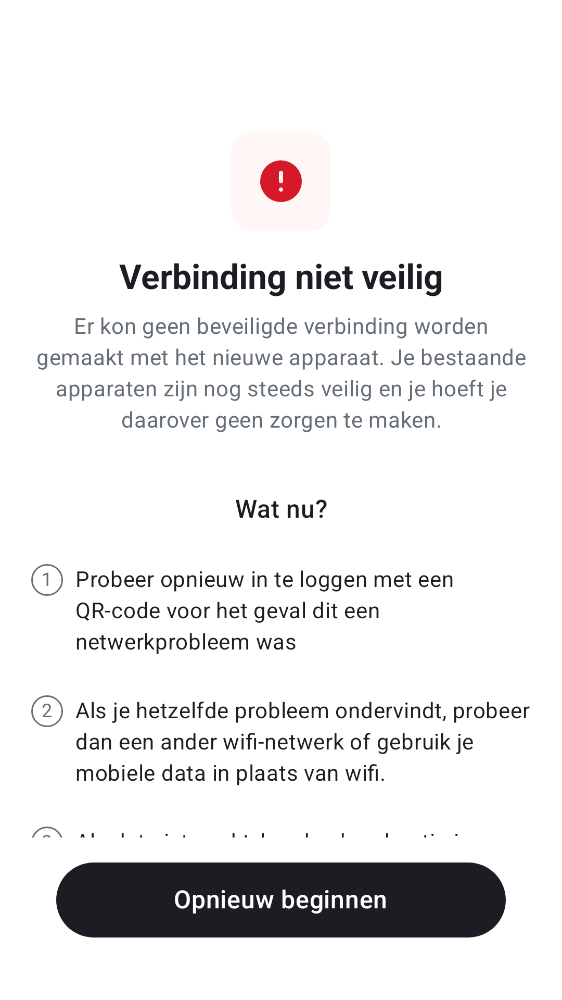 Verbinding niet veilig
Er kon geen beveiligde verbinding worden
gemaakt met het nieuwe apparaat. Je bestaande
apparaten zijn nog steeds veilig en je hoeft je
daarover geen zorgen te maken.
Wat nu?
1 Probeer opnieuw in te loggen met een
QR-code voor het geval dit een
netwerkprobleem was
2 Als je hetzelfde probleem ondervindt, probeer
dan een ander wifi-netwerk of gebruik je
mobiele data in plaats van wifi.
Opnieuw beginnen